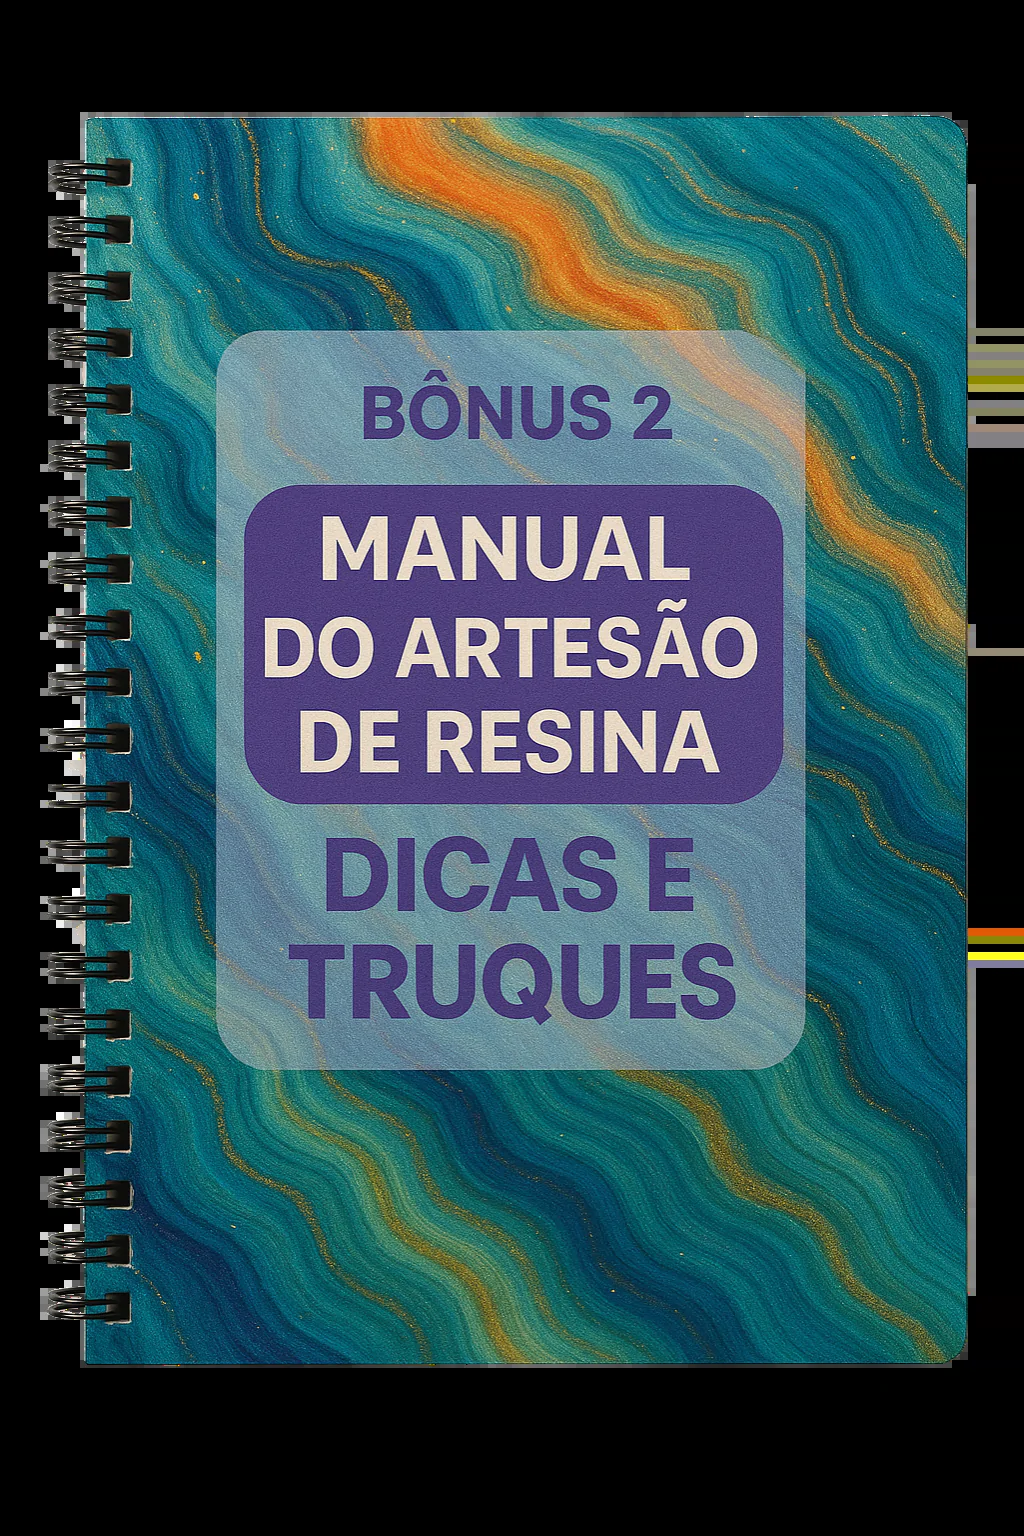 BÔNUS 2
MANUAL
DO ARTESÃO
DE RESINA
DICAS E
TRUQUES